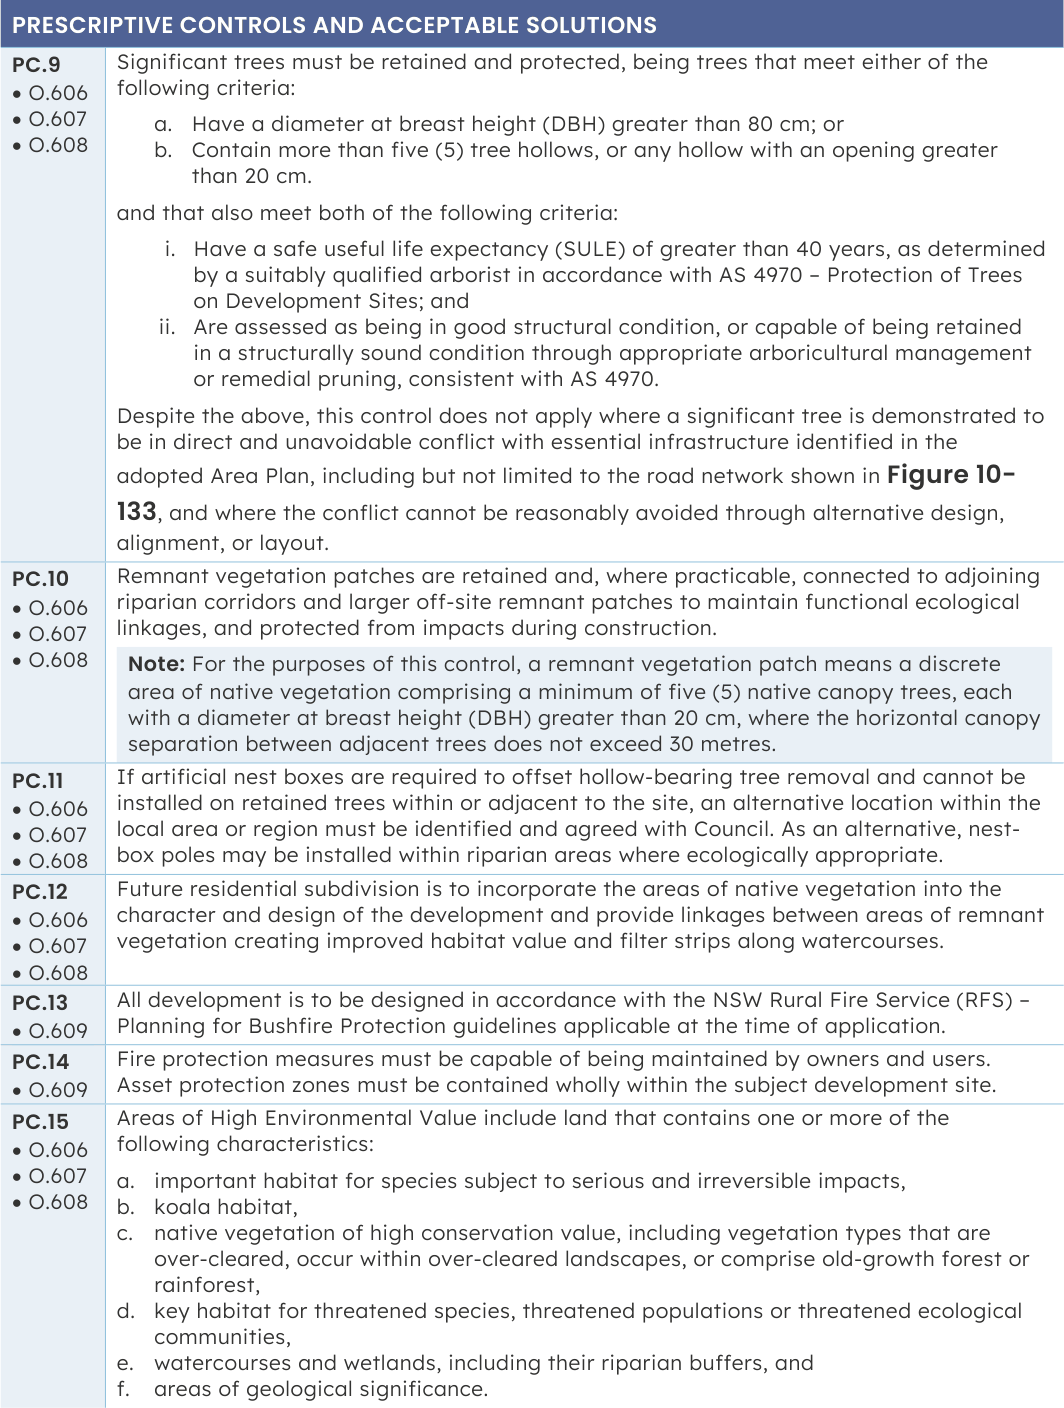 PRESCRIPTIVE CONTROLS AND ACCEPTABLE SOLUTIONS
PC.9
• O.606
• O.607
• O.608
Significant trees must be retained and protected, being trees that meet either of the
following criteria:
a. Have a diameter at breast height (DBH) greater than 80 cm; or
b. Contain more than five (5) tree hollows, or any hollow with an opening greater
than 20 cm.
and that also meet both of the following criteria:
i. Have a safe useful life expectancy (SULE) of greater than 40 years, as determined
by a suitably qualified arborist in accordance with AS 4970 – Protection of Trees
on Development Sites; and
ii. Are assessed as being in good structural condition, or capable of being retained
in a structurally sound condition through appropriate arboricultural management
or remedial pruning, consistent with AS 4970.
Despite the above, this control does not apply where a significant tree is demonstrated to
be in direct and unavoidable conflict with essential infrastructure identified in the
adopted Area Plan, including but not limited to the road network shown in Figure 10-
133, and where the conflict cannot be reasonably avoided through alternative design,
alignment, or layout.
PC.10
• O.606
• O.607
• O.608
Remnant vegetation patches are retained and, where practicable, connected to adjoining
riparian corridors and larger off-site remnant patches to maintain functional ecological
linkages, and protected from impacts during construction.
Note: For the purposes of this control, a remnant vegetation patch means a discrete
area of native vegetation comprising a minimum of five (5) native canopy trees, each
with a diameter at breast height (DBH) greater than 20 cm, where the horizontal canopy
separation between adjacent trees does not exceed 30 metres.
PC.11
• O.606
• O.607
• O.608
If artificial nest boxes are required to offset hollow-bearing tree removal and cannot be
installed on retained trees within or adjacent to the site, an alternative location within the
local area or region must be identified and agreed with Council. As an alternative, nest-
box poles may be installed within riparian areas where ecologically appropriate.
PC.12
• O.606
• O.607
• O.608
Future residential subdivision is to incorporate the areas of native vegetation into the
character and design of the development and provide linkages between areas of remnant
vegetation creating improved habitat value and filter strips along watercourses.
PC.13
• O.609
All development is to be designed in accordance with the NSW Rural Fire Service (RFS) –
Planning for Bushfire Protection guidelines applicable at the time of application.
PC.14
• O.609
Fire protection measures must be capable of being maintained by owners and users.
Asset protection zones must be contained wholly within the subject development site.
PC.15
• O.606
• O.607
• O.608
Areas of High Environmental Value include land that contains one or more of the
following characteristics:
a. important habitat for species subject to serious and irreversible impacts,
b. koala habitat,
c. native vegetation of high conservation value, including vegetation types that are
over-cleared, occur within over-cleared landscapes, or comprise old-growth forest or
rainforest,
d. key habitat for threatened species, threatened populations or threatened ecological
communities,
e. watercourses and wetlands, including their riparian buffers, and
f. areas of geological significance.